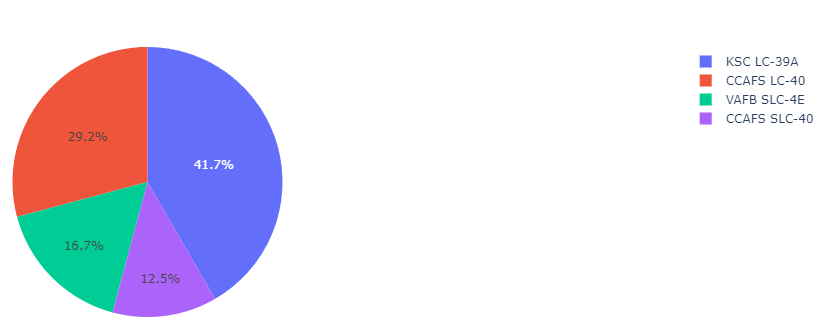 KSC LC-39A
CCAFS LC-40
VAFB SLC-4E
CCAFS SLC-40
29.2%
41.7%
16.7%
12.5%